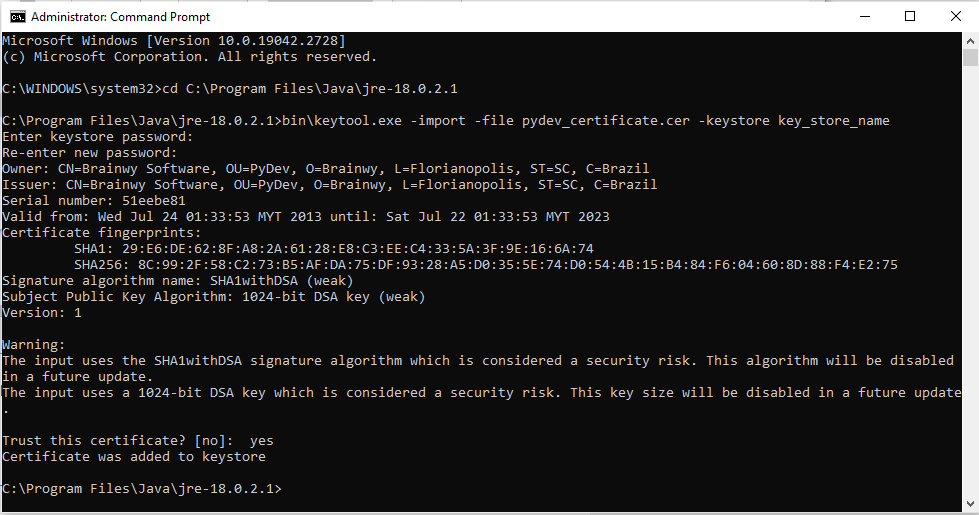 Administrator: Command Prompt
Microsoft Windows [Version 10.0.19042.2728]
(c) Microsoft Corporation. All rights reserved.
C:\WINDOWS\system32>cd C:\Program Files\Java\jre-18.0.2.1
C:\Program Files\Java\jre-18.0.2.1>bin\keytool.exe -import -file pydev_certificate.cer -keystore key_store_name
Enter keystore password:
Re-enter new password:
Owner: CN=Brainwy Software, OU=PyDev, O=Brainwy, L=Florianopolis, ST=SC, C=Brazil
Issuer: CN=Brainwy Software, OU=PyDev, O=Brainwy, L=Florianopolis, ST=SC, C=Brazil
Serial number: 51eebe81
Valid from: Wed Jul 24 01:33:53 MYT 2013 until: Sat Jul 22 01:33:53 MYT 2023
Certificate fingerprints:
SHA1: 29:E6:DE:62:8F:A8:2A:61:28:E8:C3:EE:C4:33:5A:3F:9E:16:6A:74
SHA256: 8C:99:2F:58:C2:73:B5:AF:DA:75:DF:93:28:A5:D0:35:5E:74:D0:54:4B:15:B4:84:F6:04:60:8D:88:F4:E2:75
Signature algorithm name: SHA1withDSA (weak)
Subject Public Key Algorithm: 1024-bit DSA key (weak)
Version: 1
Warning:
The input uses the SHA1withDSA signature algorithm which is considered a security risk. This algorithm will be disabled
in a future update.
The input uses a 1024-bit DSA key which is considered a security risk. This key size will be disabled in a future update
.
Trust this certificate? [no]:  yes
Certificate was added to keystore
C:\Program Files\Java\jre-18.0.2.1>